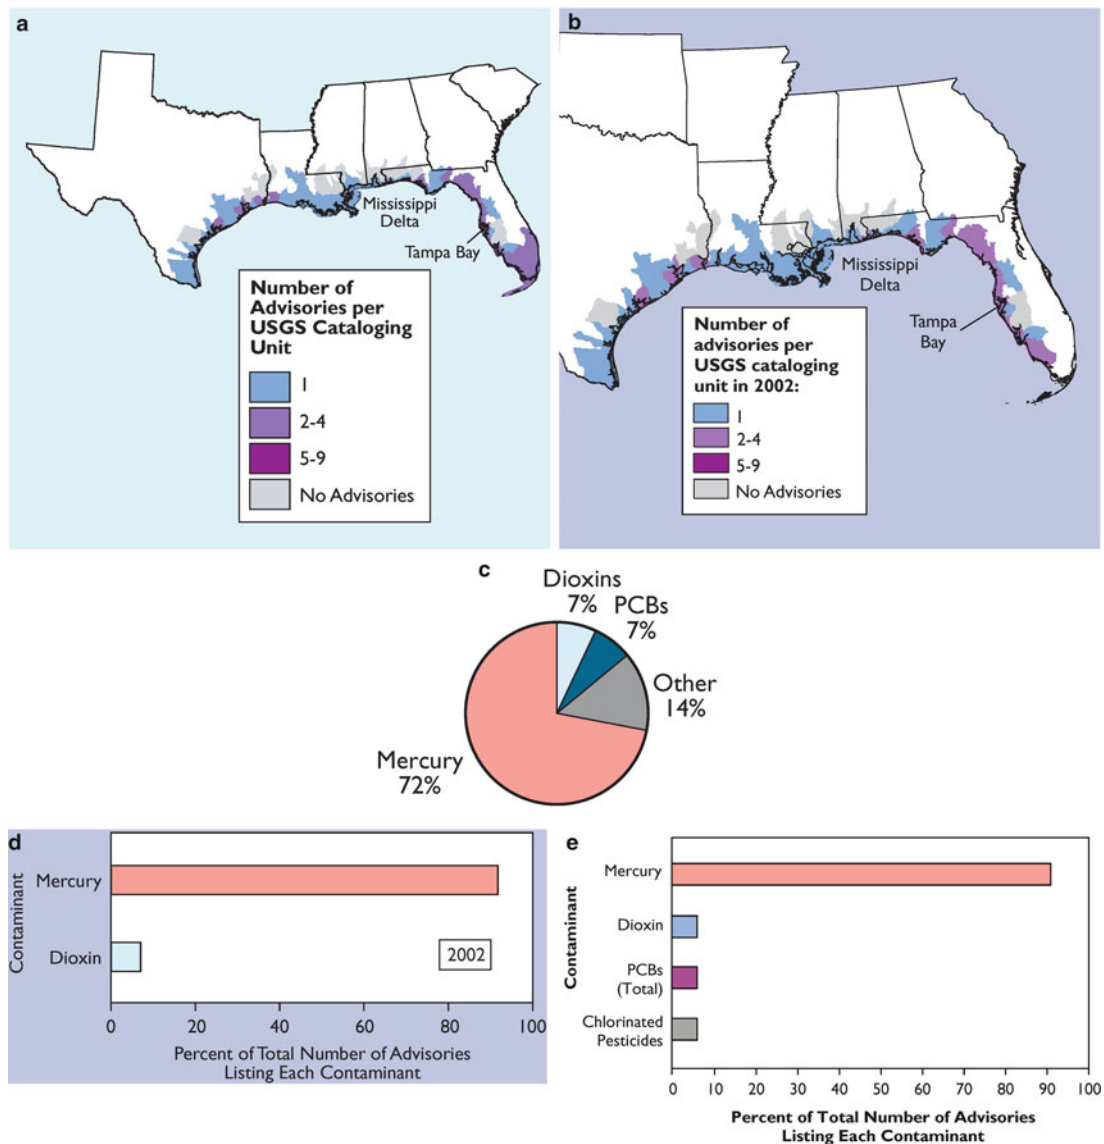 a
Mississippi
Delta
Tampa Bay
Number of
Advisories per
USGS Cataloging
Unit
1
2-4
5-9
No Advisories
b
Mississippi
Delta
Tampa
Bay
Number of
advisories per
USGS cataloging
unit in 2002:
1
2-4
5-9
No Advisories
c
Dioxins
7%
PCBs
7%
Other
14%
Mercury
72%
d
Contaminant
Mercury
Dioxin
2002
0 20 40 60 80 100
Percent of Total Number of Advisories
Listing Each Contaminant
e
Contaminant
Mercury
Dioxin
PCBs
(Total)
Chlorinated
Pesticides
0 10 20 30 40 50 60 70 80 90 100
Percent of Total Number of Advisories
Listing Each Contaminant